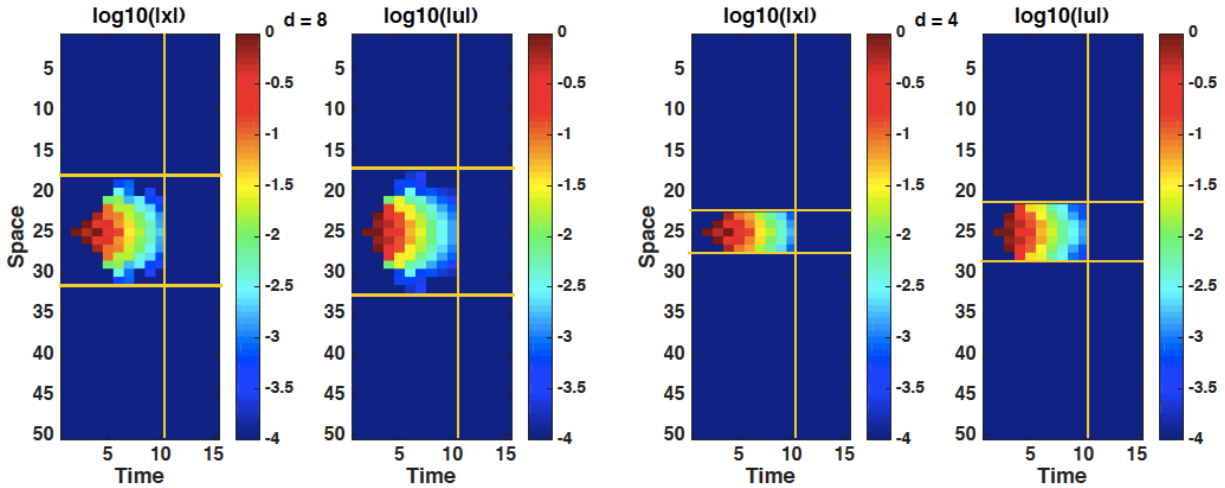 log10(|x|) d = 8 log10(|u|) log10(|x|) d = 4 log10(|u|)
0 0 0 0
5 5 5 5
-0.5 -0.5 -0.5 -0.5
10 10 10 10
-1 -1 -1 -1
15 15 15 15
-1.5 -1.5 -1.5 -1.5
20 20 20 20
Space 25 -2 25 -2 Space 25 -2 25 -2
30 30 30 30
-2.5 -2.5 -2.5 -2.5
35 35 35 35
-3 -3 -3 -3
40 40 40 40
-3.5 -3.5 -3.5 -3.5
45 45 45 45
50 -4 50 -4 50 -4 50 -4
5 10 15 5 10 15 5 10 15 5 10 15
Time Time Time Time